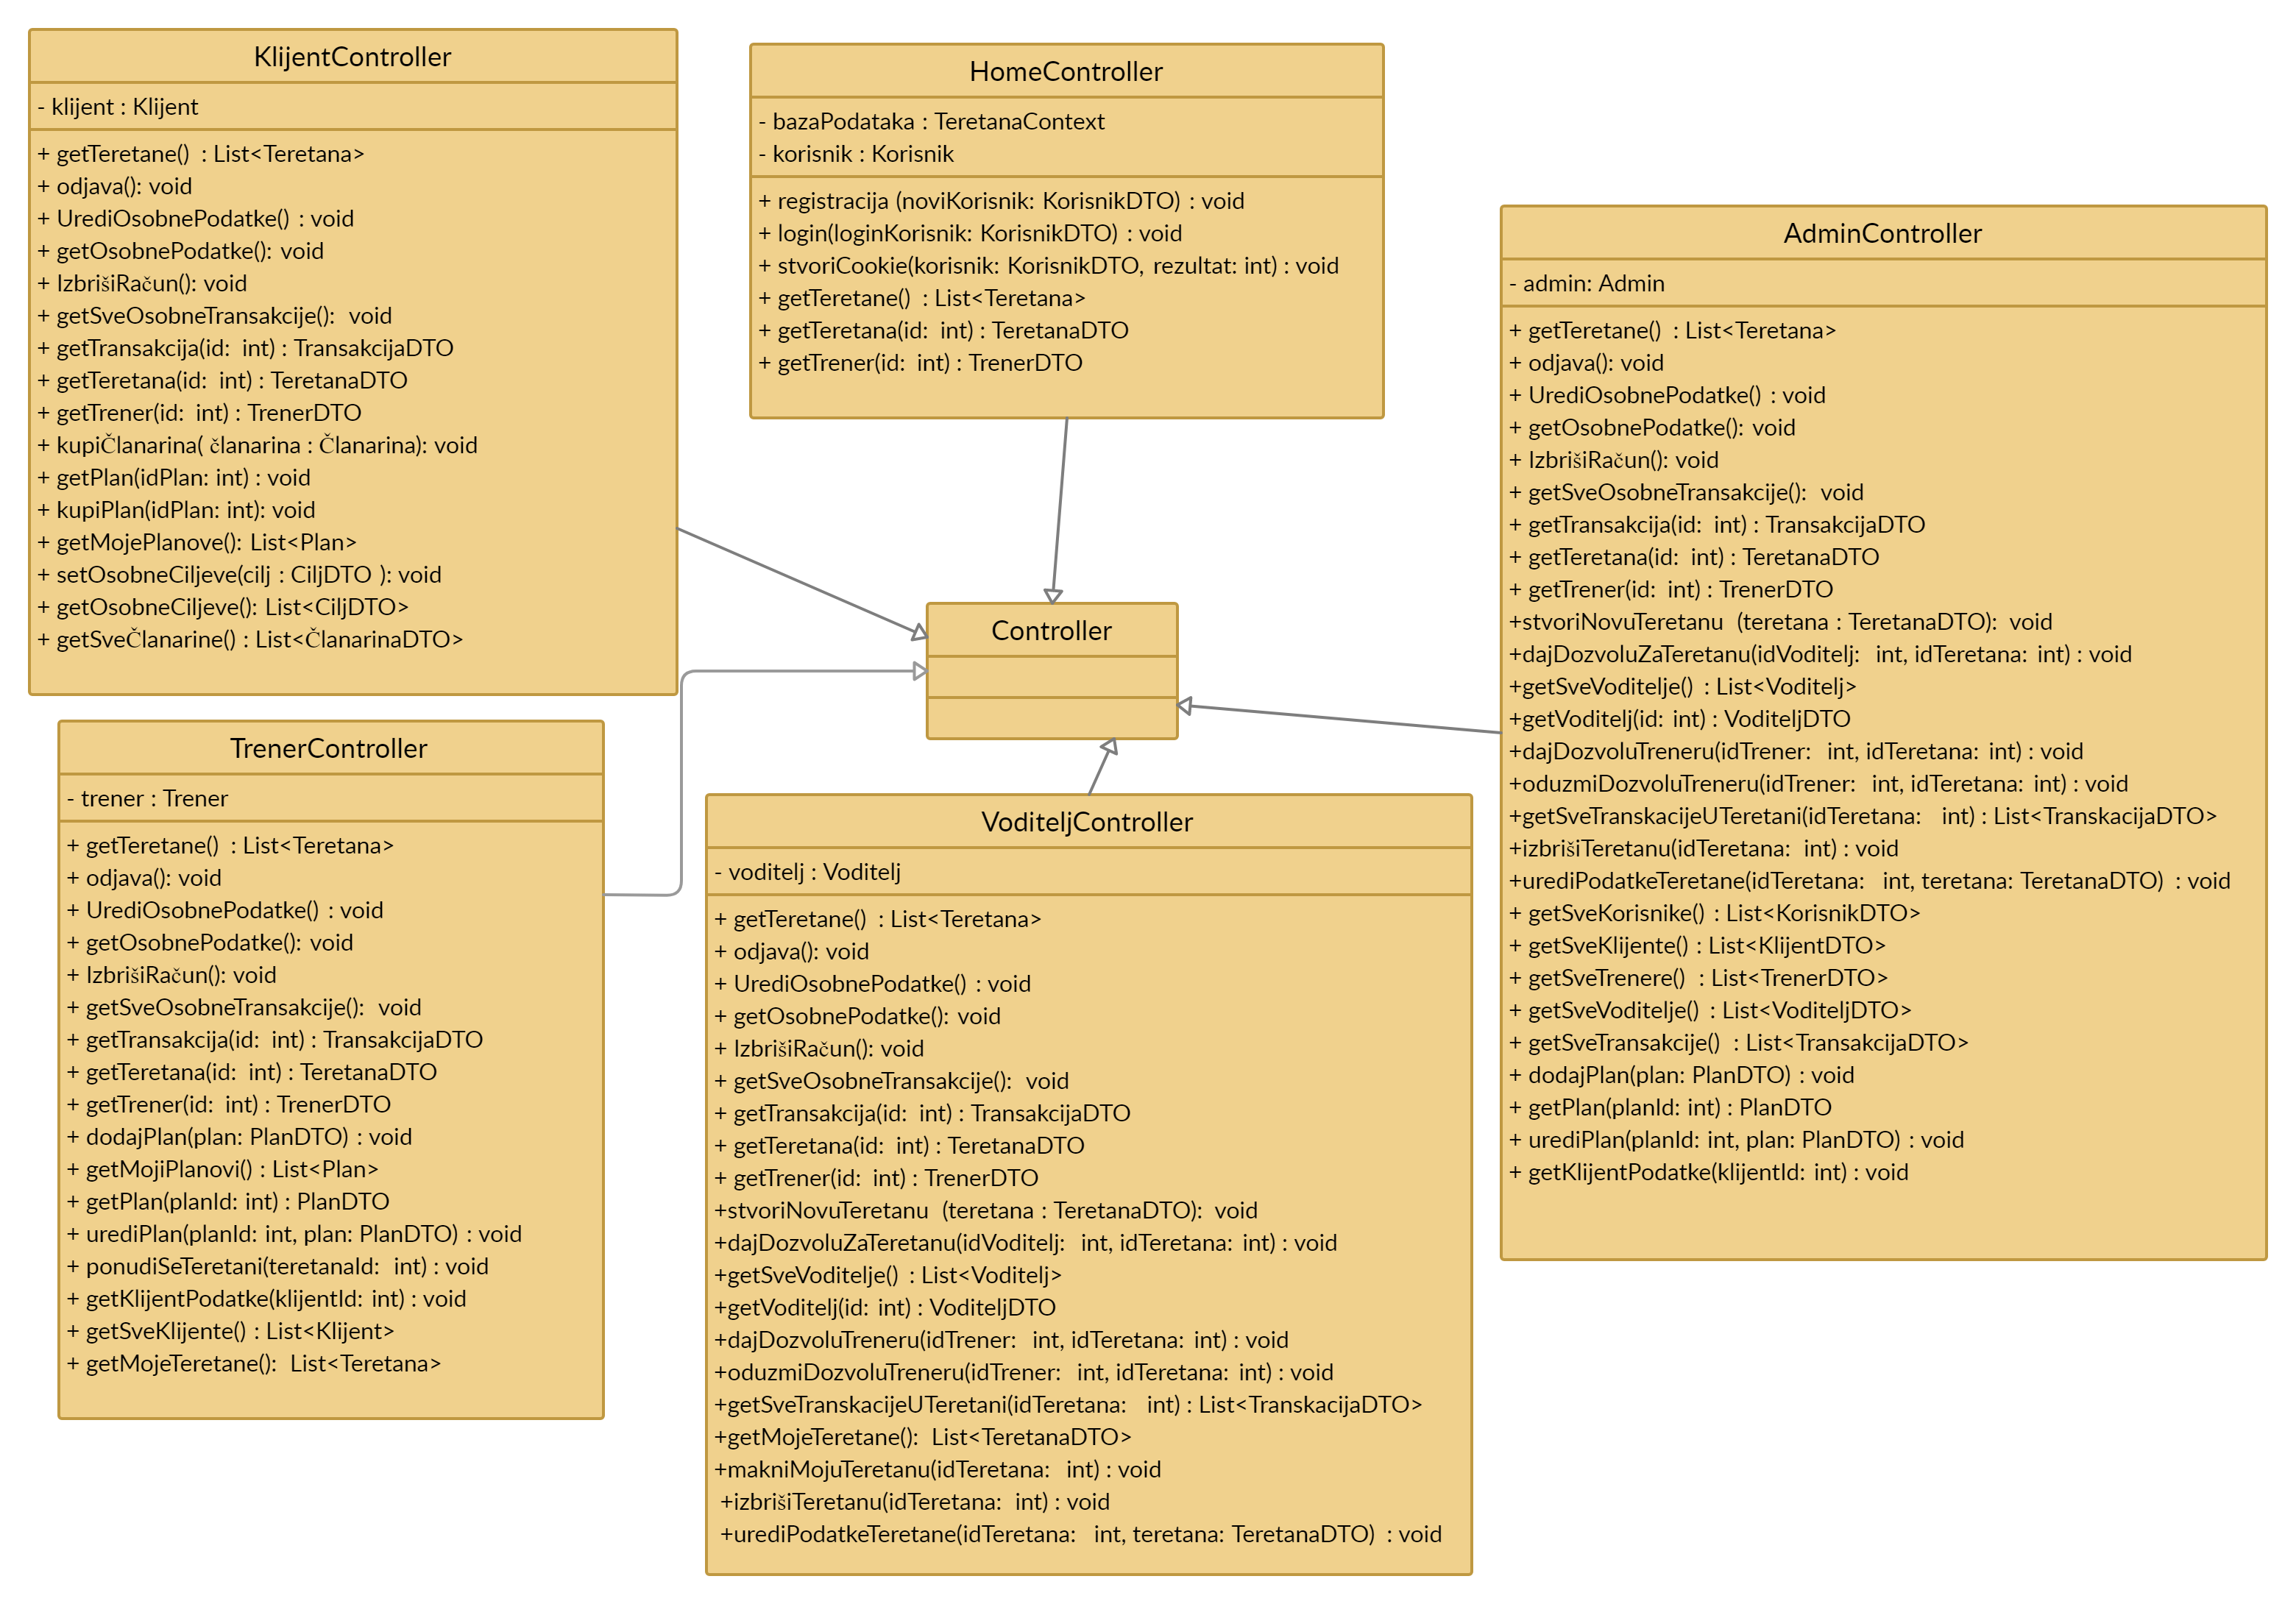 KlijentController
- klijent : Klijent
+ getTeretane()  : List<Teretana>
+ odjava(): void
+ UrediOsobnePodatke() : void
+ getOsobnePodatke(): void
+ IzbrišiRačun(): void
+ getSveOsobneTransakcije():  void
+ getTransakcija(id:  int) : TransakcijaDTO
+ getTeretana(id:  int) : TeretanaDTO
+ getTrener(id:  int) : TrenerDTO
+ kupiČlanarina( članarina : Članarina): void
+ getPlan(idPlan: int) : void
+ kupiPlan(idPlan: int): void
+ getMojePlanove(): List<Plan>
+ setOsobneCiljeve(cilj : CiljDTO ): void
+ getOsobneCiljeve(): List<CiljDTO>
+ getSveČlanarine() : List<ČlanarinaDTO>
HomeController
- bazaPodataka : TeretanaContext
- korisnik : Korisnik
+ registracija (noviKorisnik: KorisnikDTO) : void
+ login(loginKorisnik: KorisnikDTO) : void
+ stvoriCookie(korisnik: KorisnikDTO, rezultat: int) : void
+ getTeretane()  : List<Teretana>
+ getTeretana(id:  int) : TeretanaDTO
+ getTrener(id:  int) : TrenerDTO
AdminController
- admin: Admin
+ getTeretane()  : List<Teretana>
+ odjava(): void
+ UrediOsobnePodatke() : void
+ getOsobnePodatke(): void
+ IzbrišiRačun(): void
+ getSveOsobneTransakcije():  void
+ getTransakcija(id:  int) : TransakcijaDTO
+ getTeretana(id:  int) : TeretanaDTO
+ getTrener(id:  int) : TrenerDTO
+stvoriNovuTeretanu  (teretana : TeretanaDTO):  void
+dajDozvoluZaTeretanu(idVoditelj:  int, idTeretana: int) : void
+getSveVoditelje()  : List<Voditelj>
+getVoditelj(id: int) : VoditeljDTO
+dajDozvoluTreneru(idTrener:  int, idTeretana: int) : void
+oduzmiDozvoluTreneru(idTrener:  int, idTeretana: int) : void
+getSveTranskacijeUTeretani(idTeretana:  int) : List<TranskacijaDTO>
+izbrišiTeretanu(idTeretana:  int) : void
+urediPodatkeTeretane(idTeretana:  int, teretana: TeretanaDTO)  : void
+ getSveKorisnike() : List<KorisnikDTO>
+ getSveKlijente() : List<KlijentDTO>
+ getSveTrenere()  : List<TrenerDTO>
+ getSveVoditelje()  : List<VoditeljDTO>
+ getSveTransakcije()  : List<TransakcijaDTO>
+ dodajPlan(plan: PlanDTO) : void
+ getPlan(planId: int) : PlanDTO
+ urediPlan(planId: int, plan: PlanDTO) : void
+ getKlijentPodatke(klijentId: int) : void
Controller
TrenerController
- trener : Trener
+ getTeretane()  : List<Teretana>
+ odjava(): void
+ UrediOsobnePodatke() : void
+ getOsobnePodatke(): void
+ IzbrišiRačun(): void
+ getSveOsobneTransakcije():  void
+ getTransakcija(id:  int) : TransakcijaDTO
+ getTeretana(id:  int) : TeretanaDTO
+ getTrener(id:  int) : TrenerDTO
+ dodajPlan(plan: PlanDTO) : void
+ getMojiPlanovi() : List<Plan>
+ getPlan(planId: int) : PlanDTO
+ urediPlan(planId: int, plan: PlanDTO) : void
+ ponudiSeTeretani(teretanaId:  int) : void
+ getKlijentPodatke(klijentId: int) : void
+ getSveKlijente() : List<Klijent>
+ getMojeTeretane():  List<Teretana>
VoditeljController
- voditelj : Voditelj
+ getTeretane()  : List<Teretana>
+ odjava(): void
+ UrediOsobnePodatke() : void
+ getOsobnePodatke(): void
+ IzbrišiRačun(): void
+ getSveOsobneTransakcije():  void
+ getTransakcija(id:  int) : TransakcijaDTO
+ getTeretana(id:  int) : TeretanaDTO
+ getTrener(id:  int) : TrenerDTO
+stvoriNovuTeretanu  (teretana : TeretanaDTO):  void
+dajDozvoluZaTeretanu(idVoditelj:  int, idTeretana: int) : void
+getSveVoditelje()  : List<Voditelj>
+getVoditelj(id: int) : VoditeljDTO
+dajDozvoluTreneru(idTrener:  int, idTeretana: int) : void
+oduzmiDozvoluTreneru(idTrener:  int, idTeretana: int) : void
+getSveTranskacijeUTeretani(idTeretana:  int) : List<TranskacijaDTO>
+getMojeTeretane():  List<TeretanaDTO>
+makniMojuTeretanu(idTeretana:  int) : void
+izbrišiTeretanu(idTeretana:  int) : void
+urediPodatkeTeretane(idTeretana:  int, teretana: TeretanaDTO)  : void